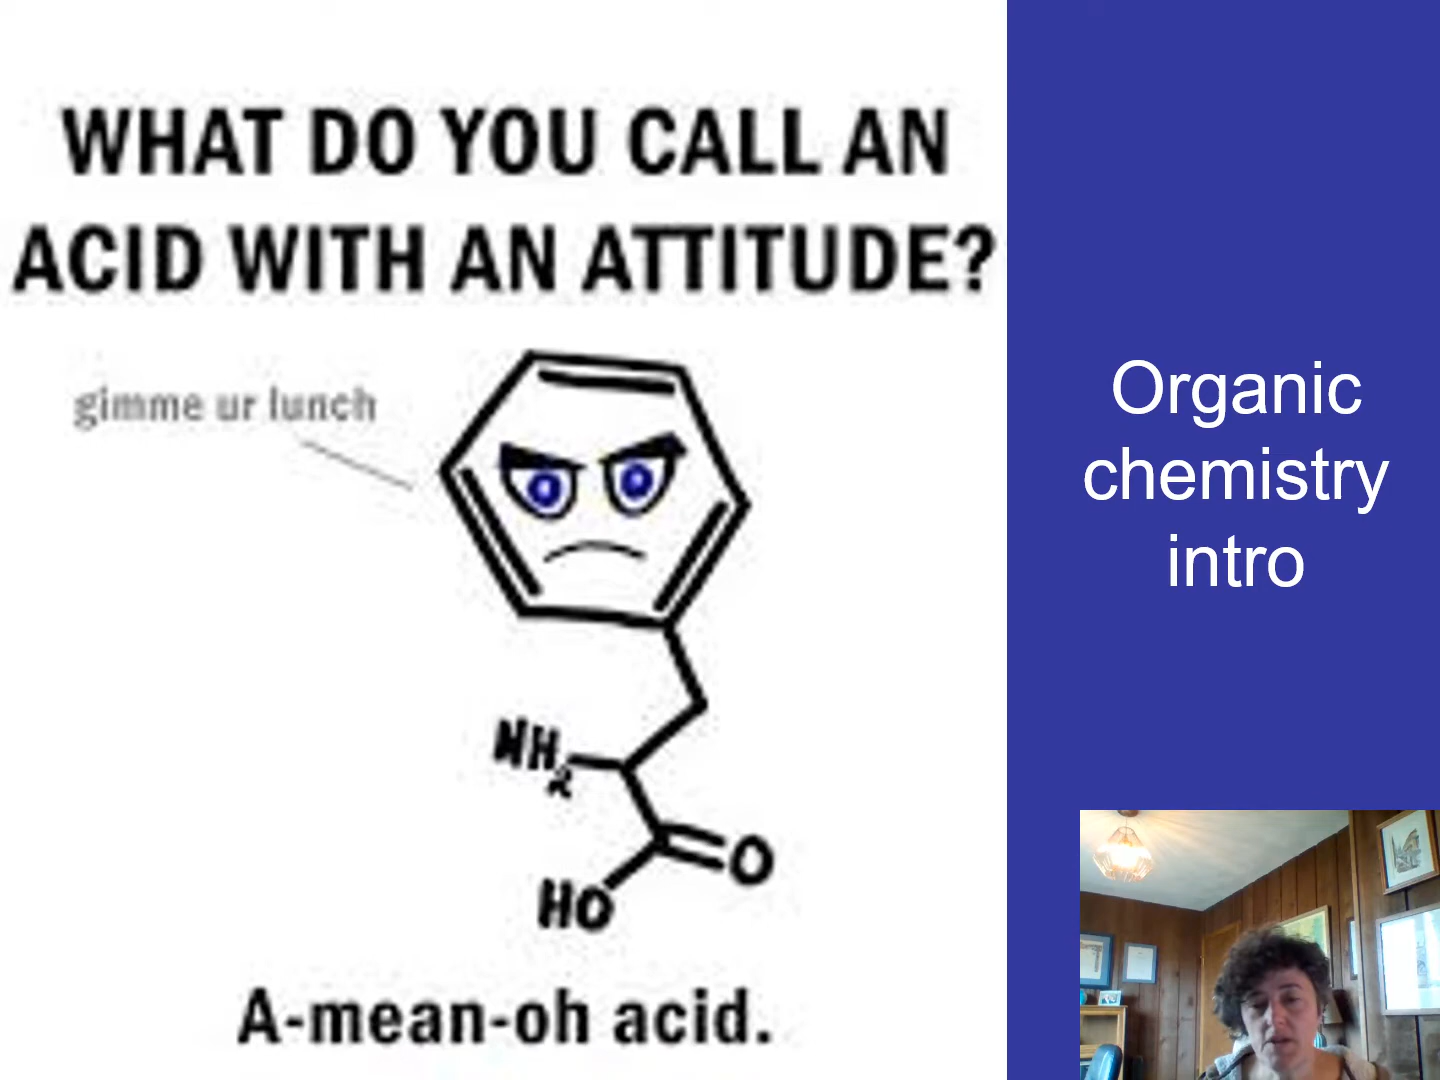 WHAT DO YOU CALL AN
ACID WITH AN ATTITUDE?
gimme ur lunch
NH2
O
HO
A-mean-oh acid.
Organic
chemistry
intro